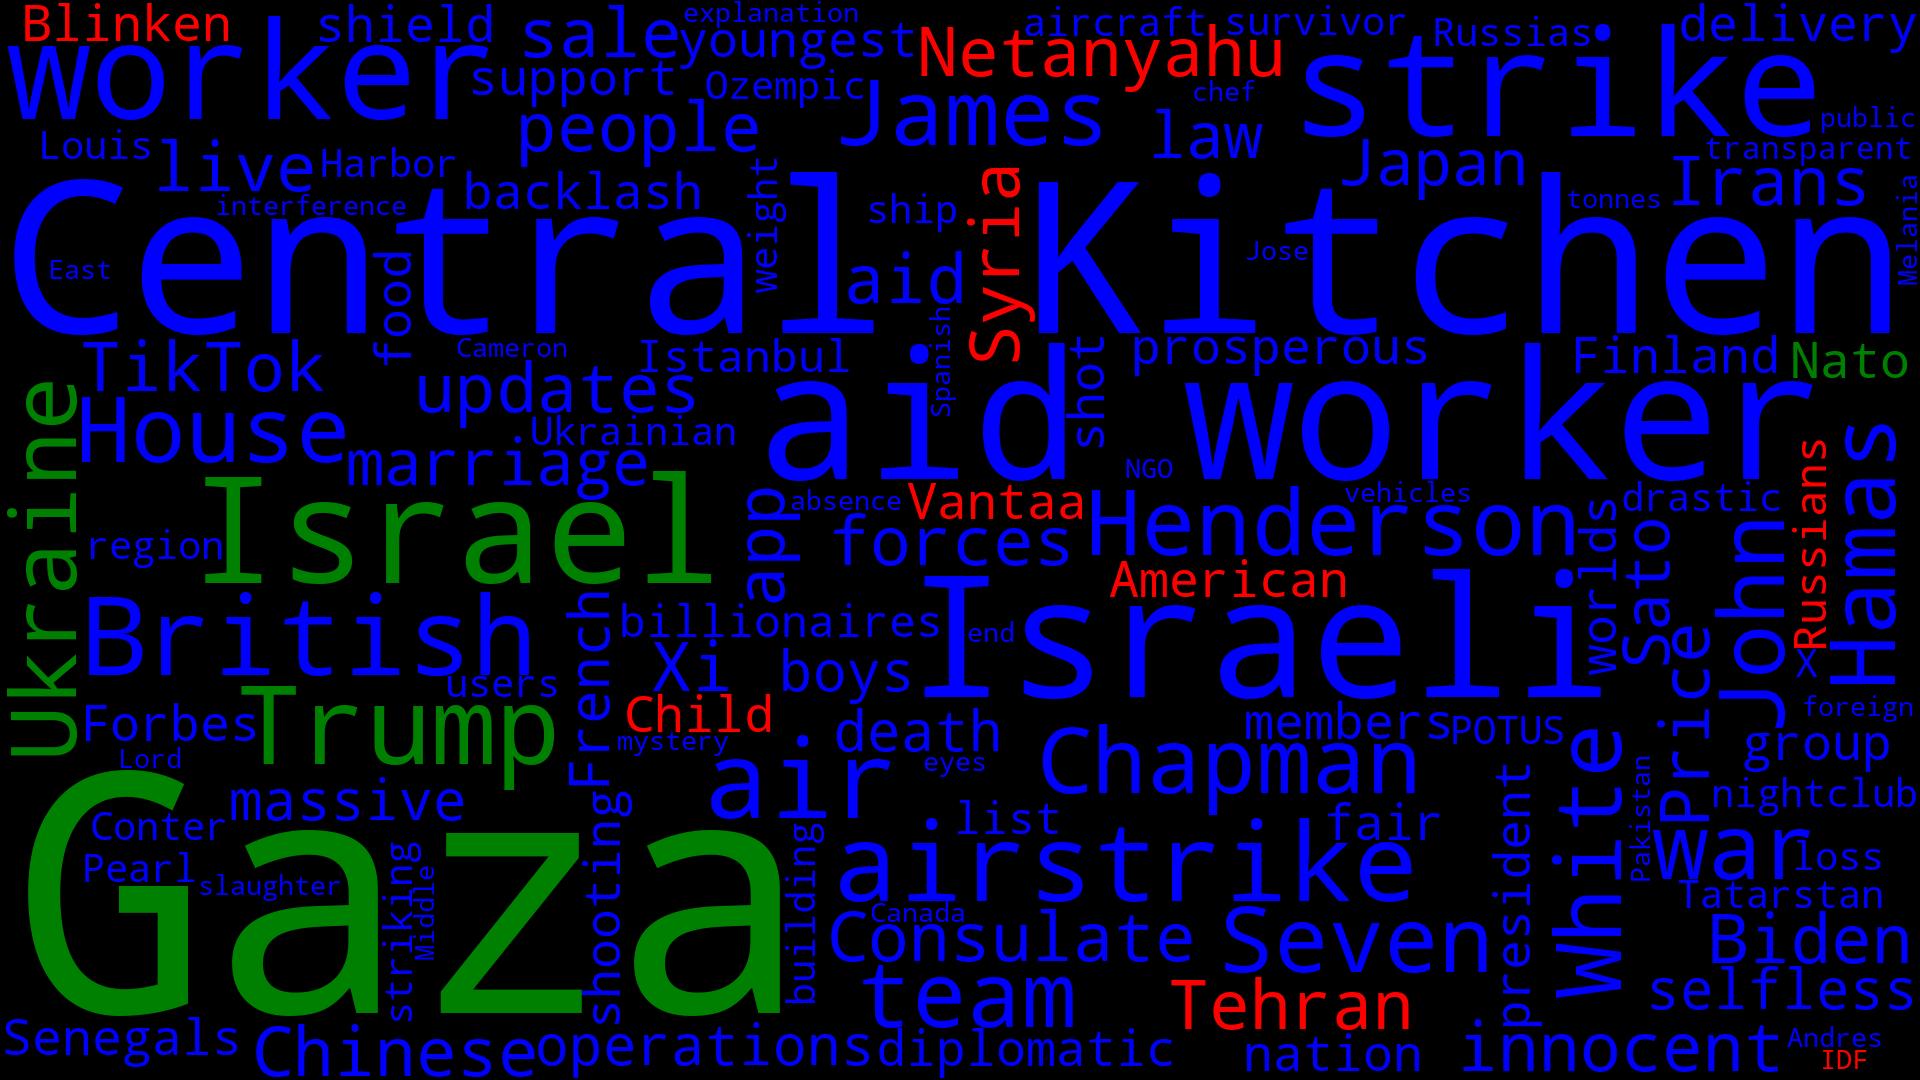 Blinken
shield
sale
explanation
youngest
aircraft
survivor
Russias
delivery
worker
support
Ozempic
Netanyahu
strike
people
James
chef
law
public
Louis
live
Harbor
backlash
Japan
transparent
Irans
interference
weight
ship
Syria
tonnes
Melania
Central
Kitchen
East
food
aid
Jose
Spanish
TikTok
Cameron
Istanbul
prosperous
Finland
Nato
updates
aid
shot
worker
House
Ukrainian
marriage
NGO
Ukraine
Israel
app
absence
Vantaa
Henderson
vehicles
drastic
Russians
Hamas
region
forces
worlds
Sato
John
American
British
French
billionaires
end
Israeli
Xi
boys
Price
X
users
Forbes
Trump
Child
mystery
death
members
POTUS
foreign
Lord
air
eyes
Chapman
White
group
massive
Conter
shooting
list
fair
president
Pakistan
nightclub
Gaza
Pearl
slaughter
striking
Middle
building
airstrike
war
loss
Tatarstan
Canada
Consulate
Seven
Biden
team
Tehran
selfless
Senegals
Chinese
operations
diplomatic
nation
innocent
Andres
IDF